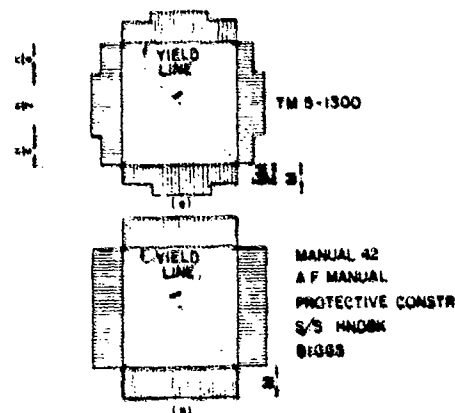 YIELD
LINE
TM 5-1300
(a)
YIELD
LINE
MANUAL 42
A F MANUAL
PROTECTIVE CONSTR
S/S HNDBK
BIGGS
(a)